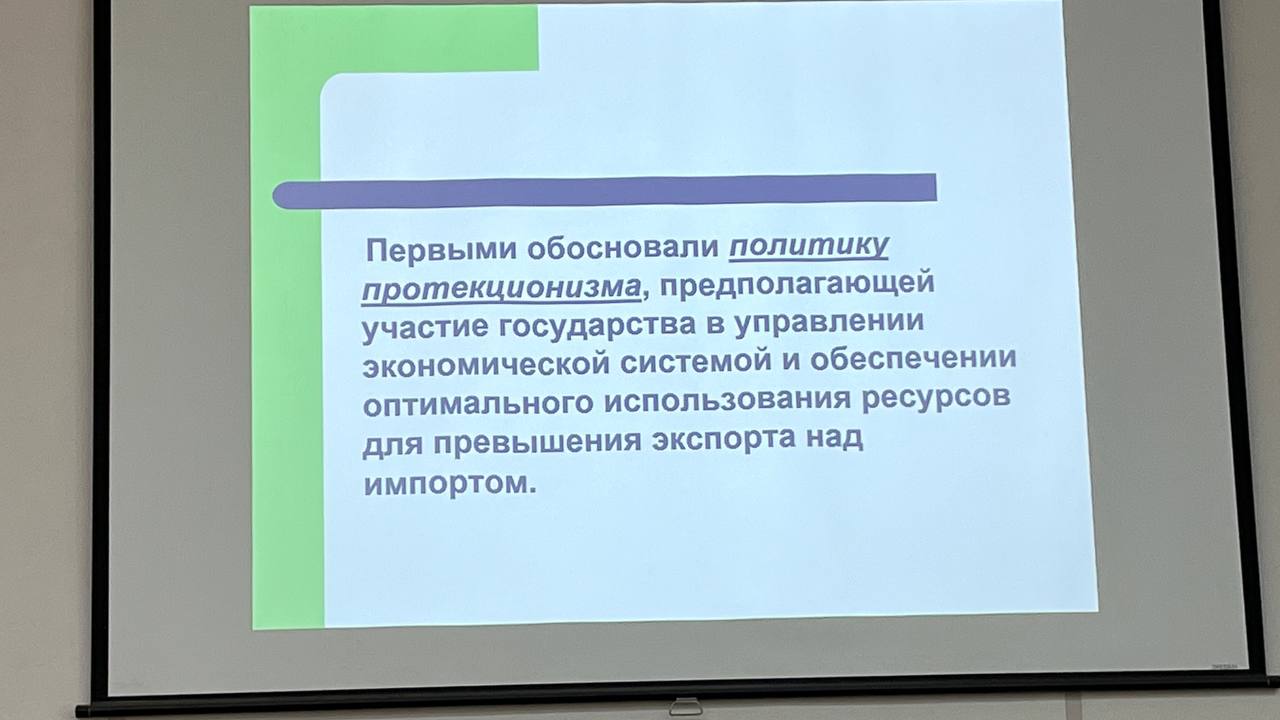 Первыми обосновали политику
протекционизма, предполагающей
участие государства в управлении
экономической системой и обеспечении
оптимального использования ресурсов
для превышения экспорта над
импортом.